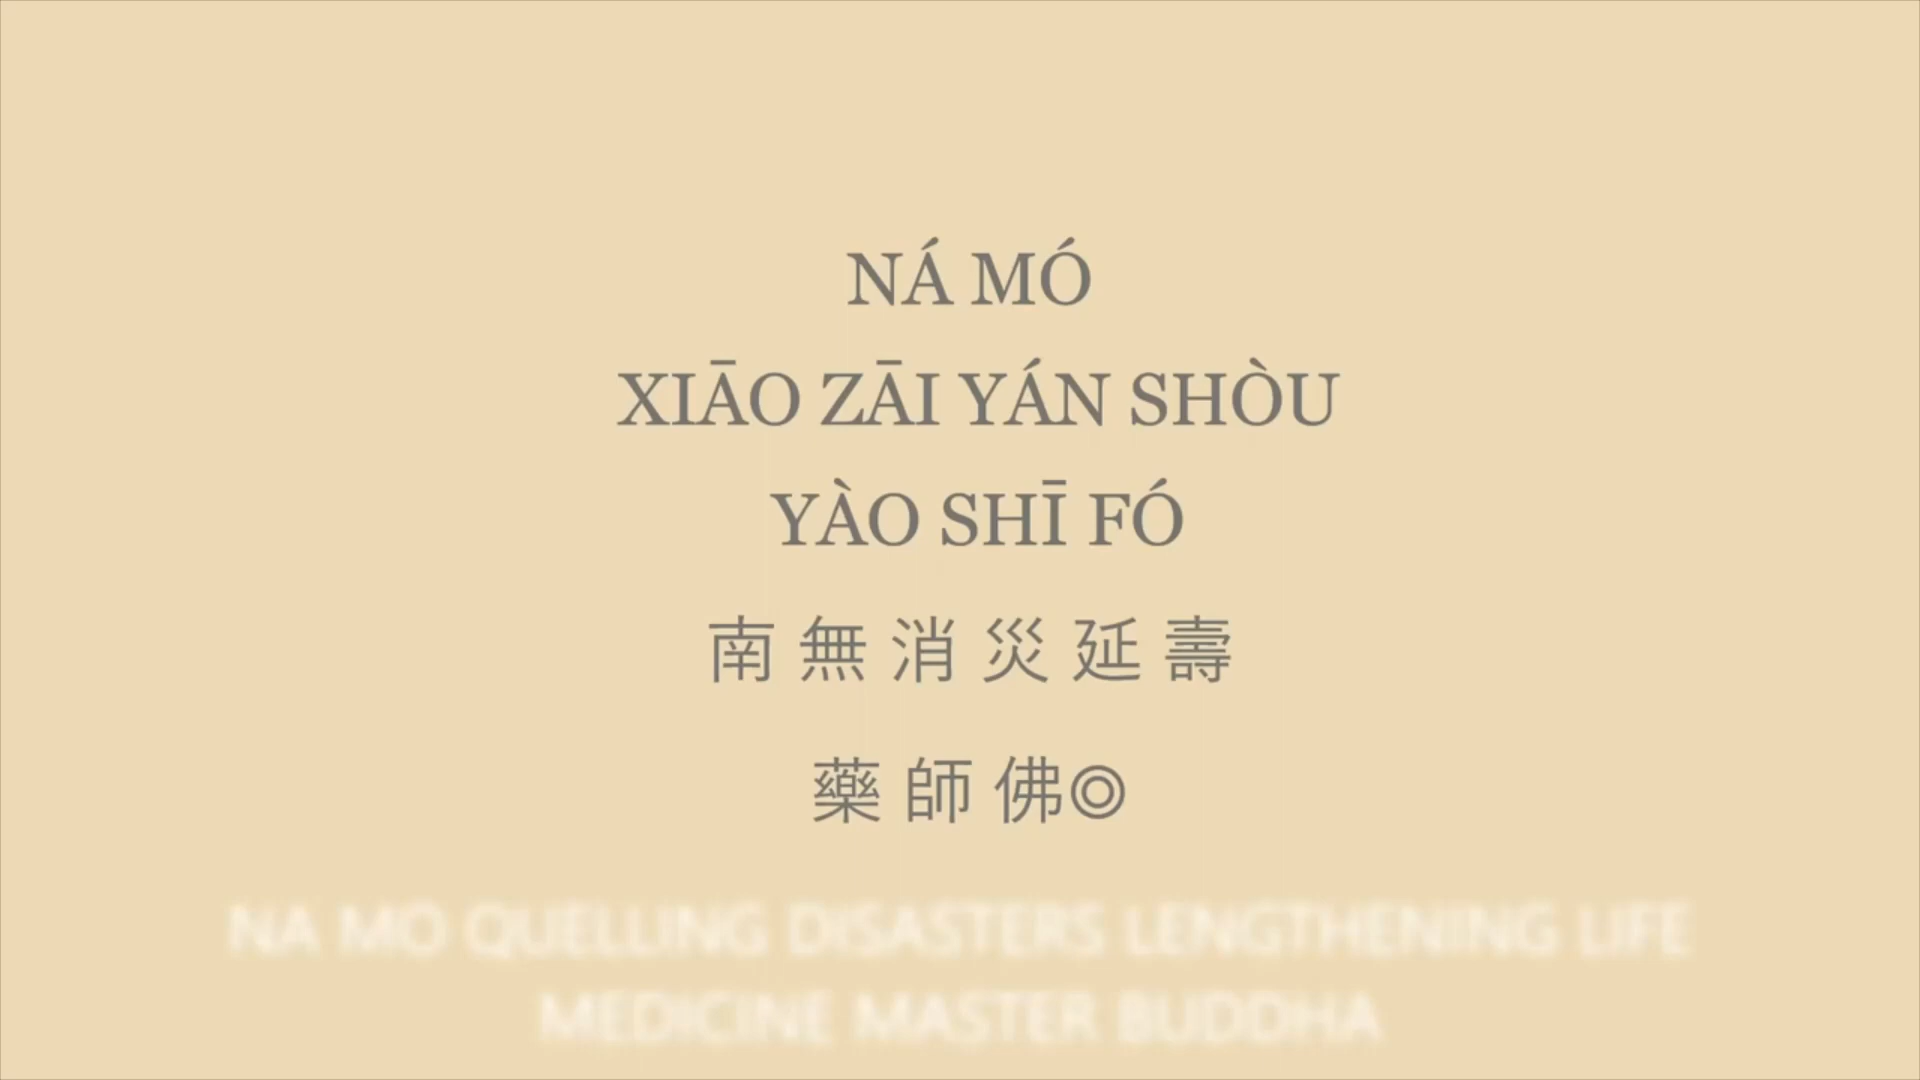 NÁ MÓ
XIĀO ZĀI YÁN SHÒU
YÀO SHĪ FÓ
南 無 消 災 延 壽
藥 師 佛◎
NA MO QUELLING DISASTERS LENGTHENING LIFE
MEDICINE MASTER BUDDHA